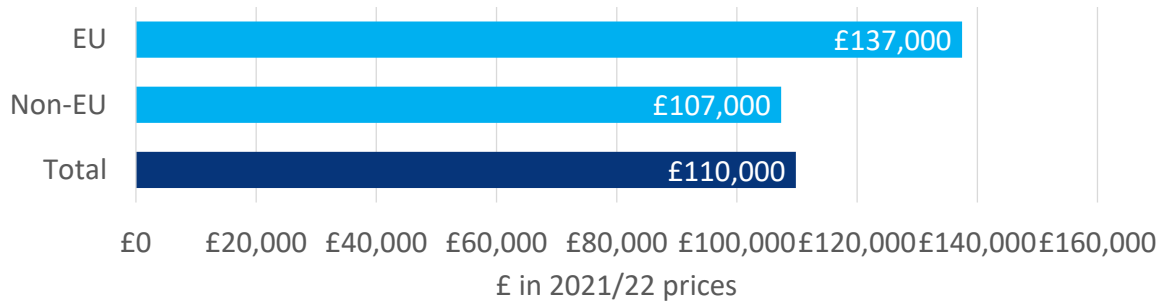 EU £137,000
Non-EU £107,000
Total £110,000
£0 £20,000 £40,000 £60,000 £80,000 £100,000 £120,000 £140,000 £160,000
£ in 2021/22 prices